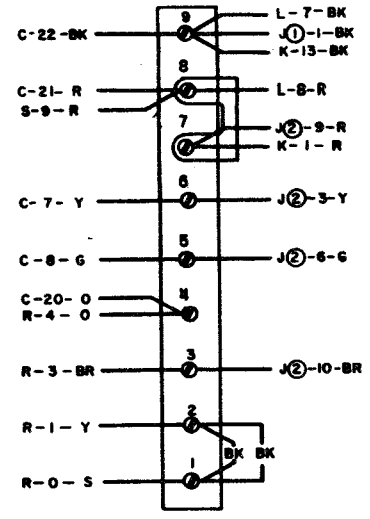 9
L-7-BK
C-22-BK
J①-1-BK
K-13-BK
8
C-21-R
L-8-R
S-9-R
7
J②-9-R
K-1-R
6
C-7-Y
J②-3-Y
5
C-8-G
J②-6-G
C-20-O
4
R-4-O
3
R-3-BR
J②-10-BR
2
R-1-Y
BK
BK
1
R-0-S